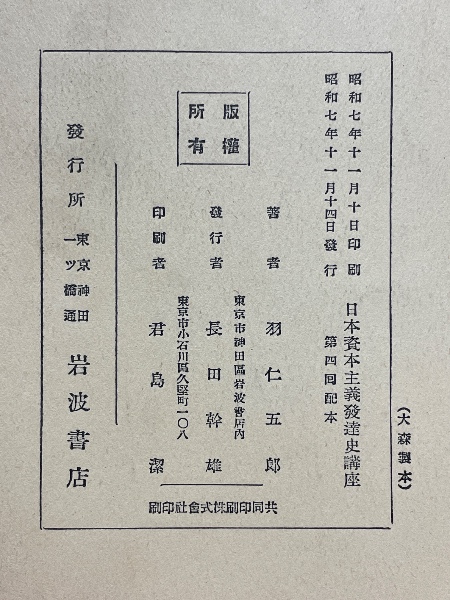 昭和七年十一月十日印刷
昭和七年十一月十四日發行
日本資本主義發達史講座
第四回配本
(大森製本)
版權
所有
著者 羽仁五郎
東京市神田區岩波書店内
發行者 長田幹雄
東京市小石川區久堅町一〇八
印刷者 君島潔
共同印刷株式會社印刷
發行所 東京神田
一ツ橋通
岩波書店